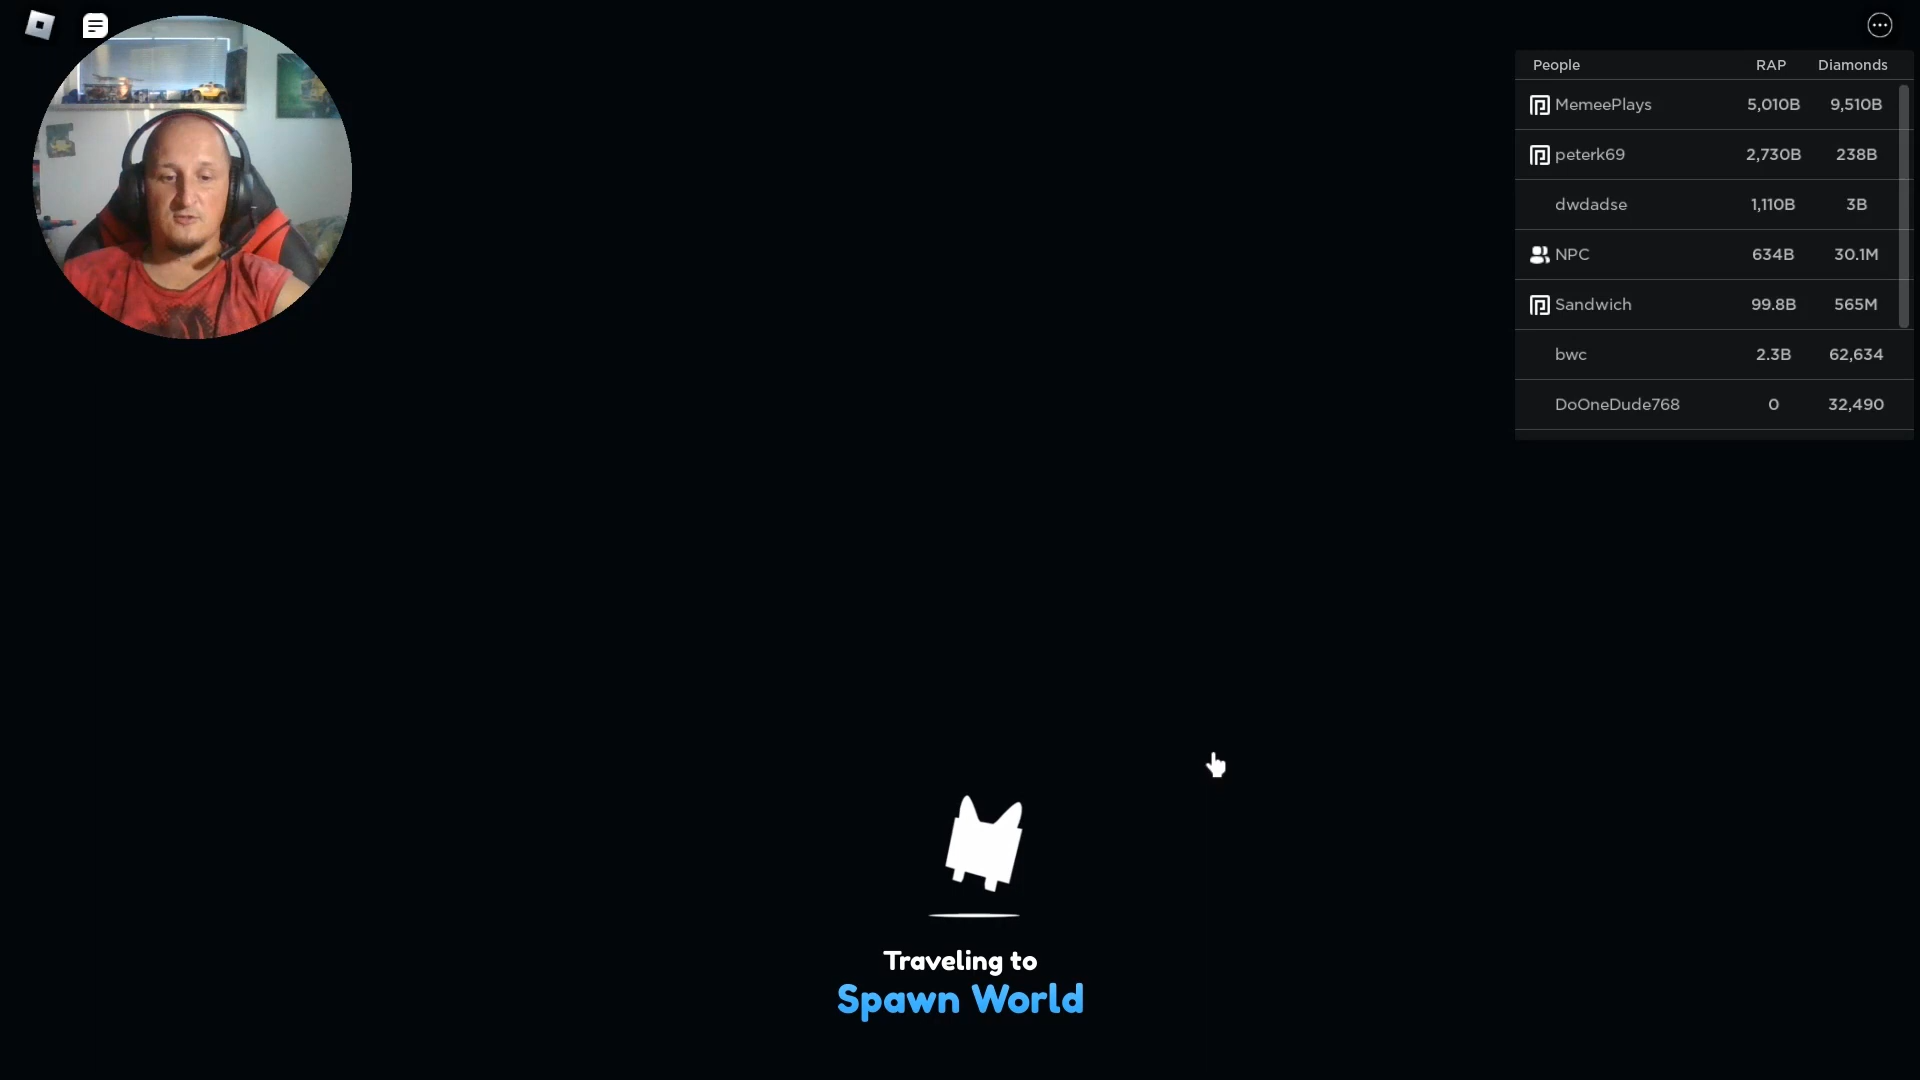 People RAP Diamonds
MemeePlays 5,010B 9,510B
peterk69 2,730B 238B
dwdadse 1,110B 3B
NPC 634B 30.1M
Sandwich 99.8B 565M
bwc 2.3B 62,634
DoOneDude768 0 32,490
Traveling to
Spawn World